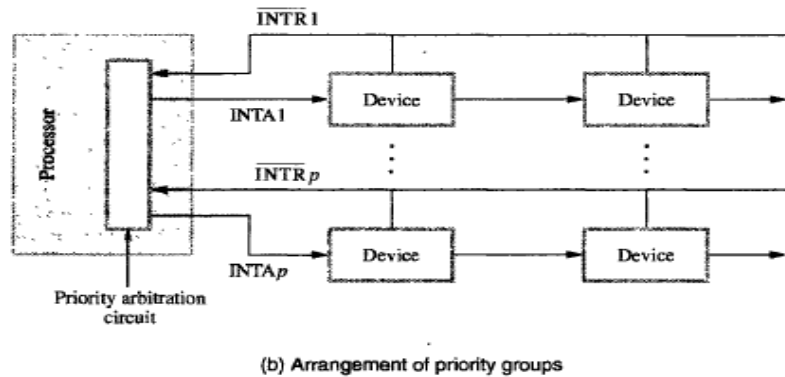 INTR1
Processor
Device
Device
INTA1
INTRp
Device
Device
INTAp
Priority arbitration
circuit
(b) Arrangement of priority groups